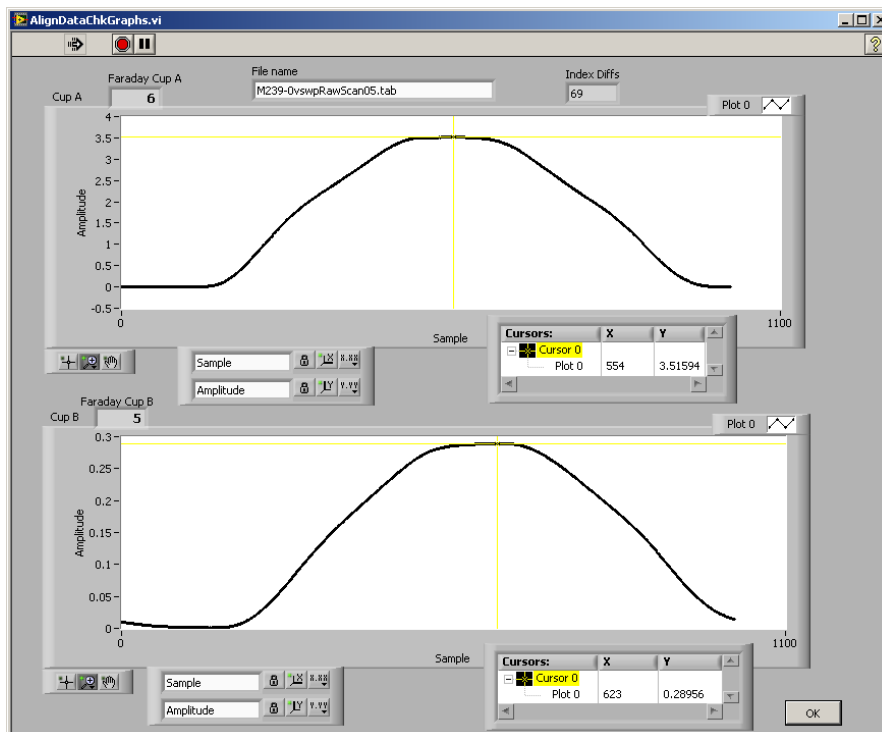 AlignDataChkGraphs.vi
Faraday Cup A
File name
Index Diffs
Cup A
6
M239-0vswpRawScan05.tab
69
Plot 0
4
3.5
3
2.5
2
1.5
1
0.5
0
-0.5
Amplitude
0
1100
Sample
Cursors:
X
Y
Cursor 0
Plot 0
554
3.51594
Sample
X.XX
Amplitude
Y.YY
Faraday Cup B
Cup B
5
Plot 0
0.3
0.25
0.2
0.15
0.1
0.05
0
Amplitude
0
1100
Sample
Cursors:
X
Y
Cursor 0
Plot 0
623
0.28956
Sample
X.XX
Amplitude
Y.YY
OK